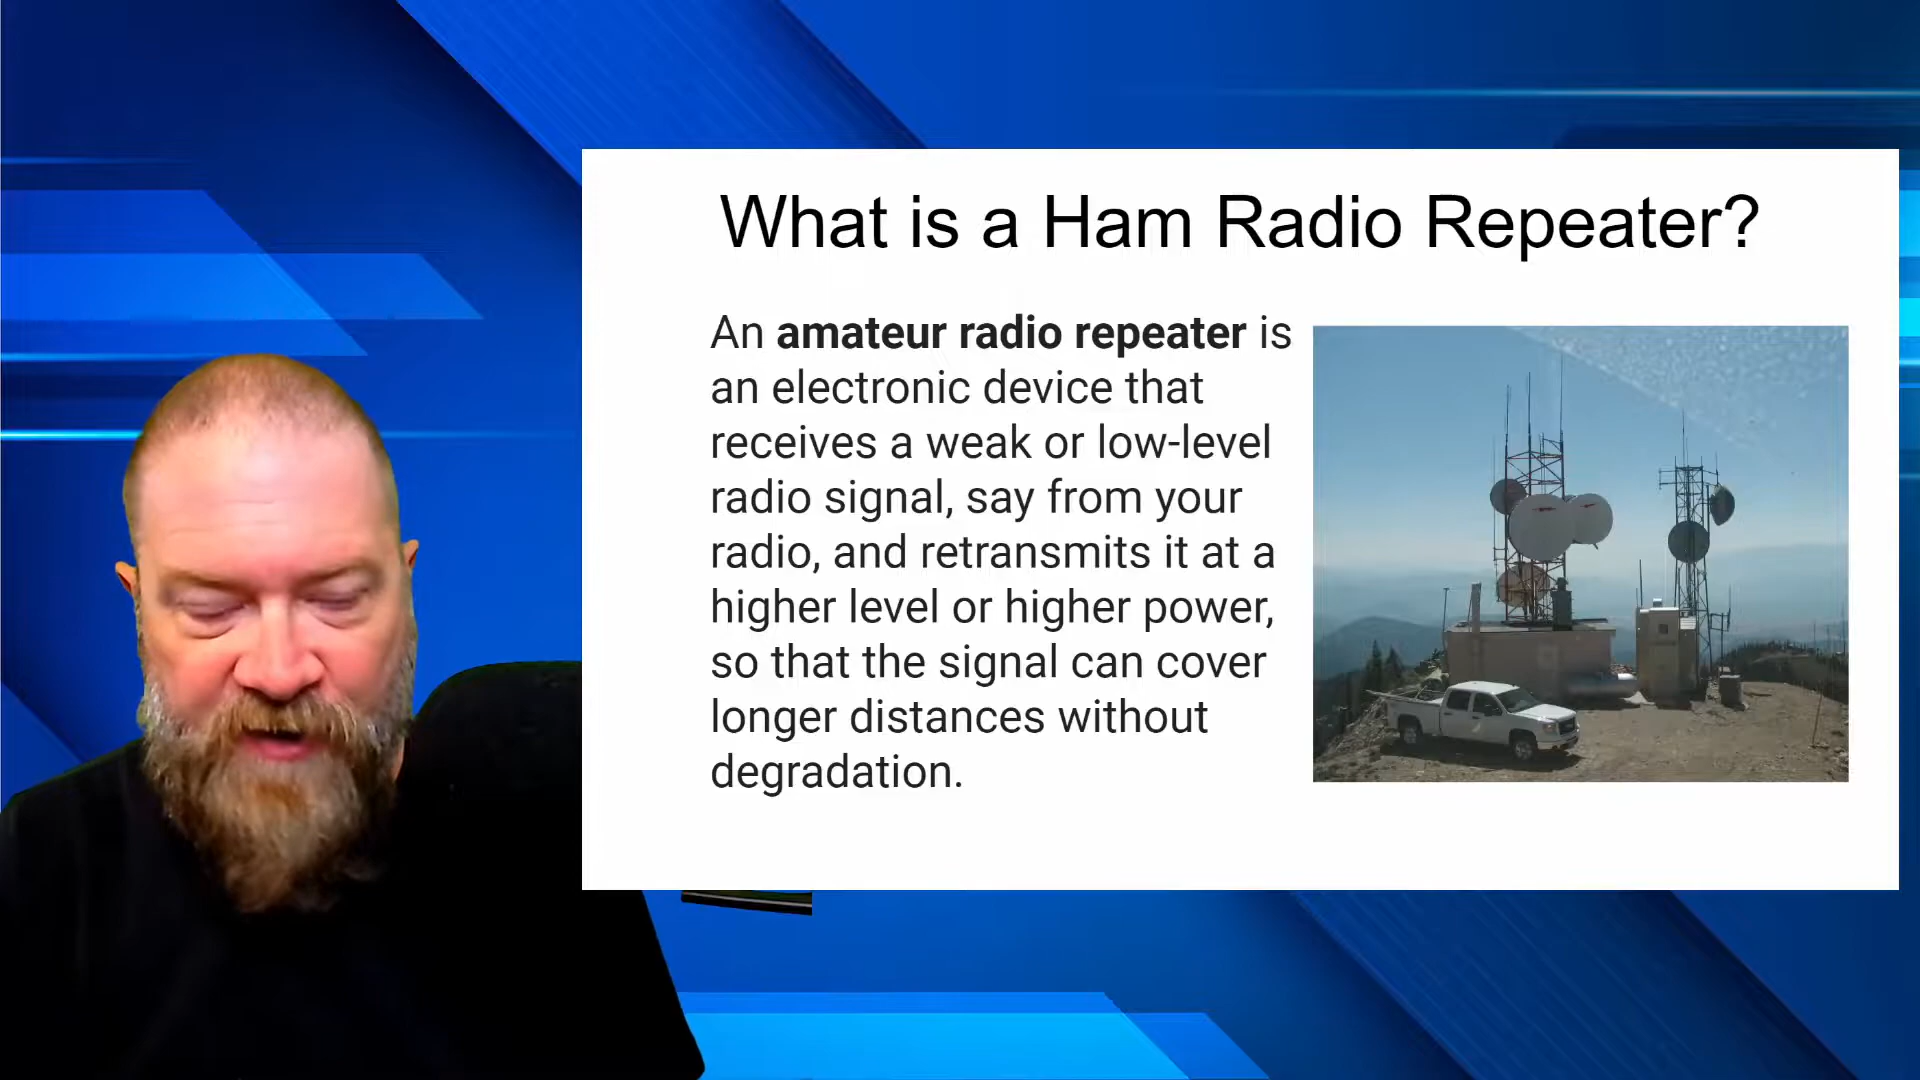 What is a Ham Radio Repeater?
An amateur radio repeater is
an electronic device that
receives a weak or low-level
radio signal, say from your
radio, and retransmits it at a
higher level or higher power,
so that the signal can cover
longer distances without
degradation.